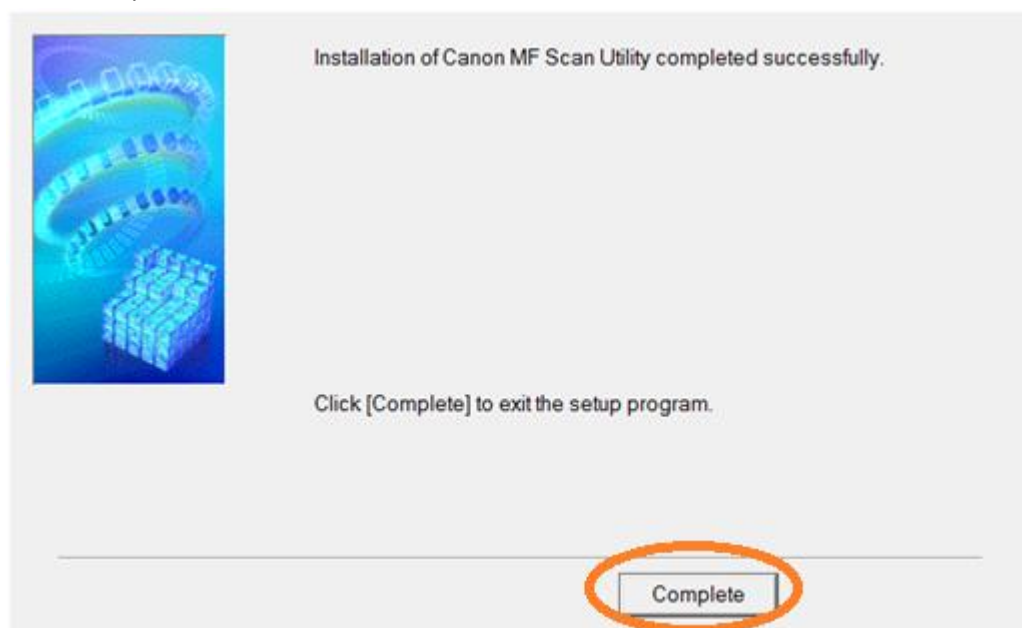 Installation of Canon MF Scan Utility completed successfully.
Click [Complete] to exit the setup program.
Complete